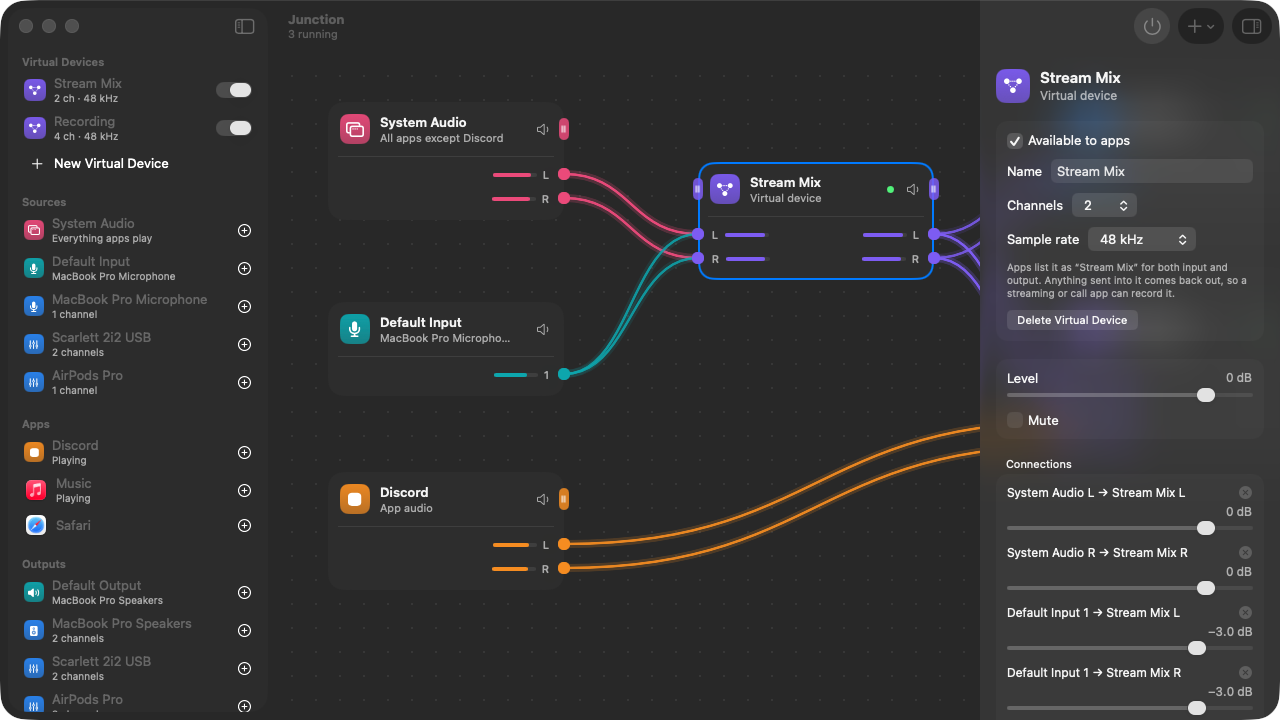 Virtual Devices
Stream Mix
2 ch · 48 kHz
Recording
4 ch · 48 kHz
New Virtual Device
Sources
System Audio
Everything apps play
Default Input
MacBook Pro Microphone
MacBook Pro Microphone
1 channel
Scarlett 2i2 USB
2 channels
AirPods Pro
1 channel
Apps
Discord
Playing
Music
Playing
Safari
Outputs
Default Output
MacBook Pro Speakers
MacBook Pro Speakers
2 channels
Scarlett 2i2 USB
2 channels
AirPods Pro
Junction
3 running
System Audio
All apps except Discord
L
R
Default Input
MacBook Pro Micropho...
1
Discord
App audio
L
R
Stream Mix
Virtual device
L L
R R
Stream Mix
Virtual device
Available to apps
Name Stream Mix
Channels 2
Sample rate 48 kHz
Apps list it as “Stream Mix” for both input and
output. Anything sent into it comes back out, so a
streaming or call app can record it.
Delete Virtual Device
Level 0 dB
Mute
Connections
System Audio L → Stream Mix L
0 dB
System Audio R → Stream Mix R
0 dB
Default Input 1 → Stream Mix L
−3.0 dB
Default Input 1 → Stream Mix R
−3.0 dB